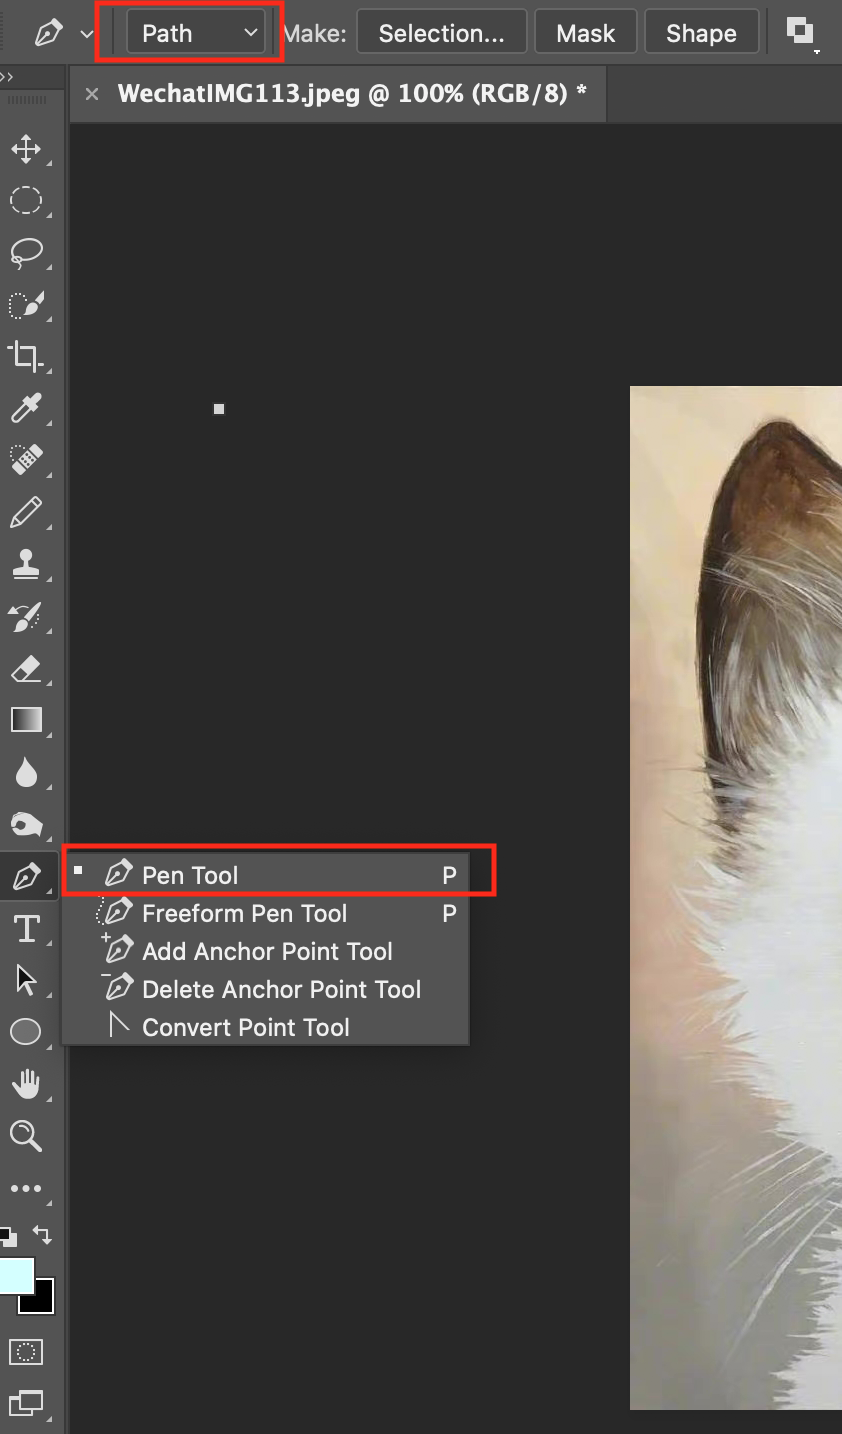 Path Make: Selection... Mask Shape
WechatIMG113.jpeg @ 100% (RGB/8) *
Pen Tool P
Freeform Pen Tool P
Add Anchor Point Tool
Delete Anchor Point Tool
Convert Point Tool